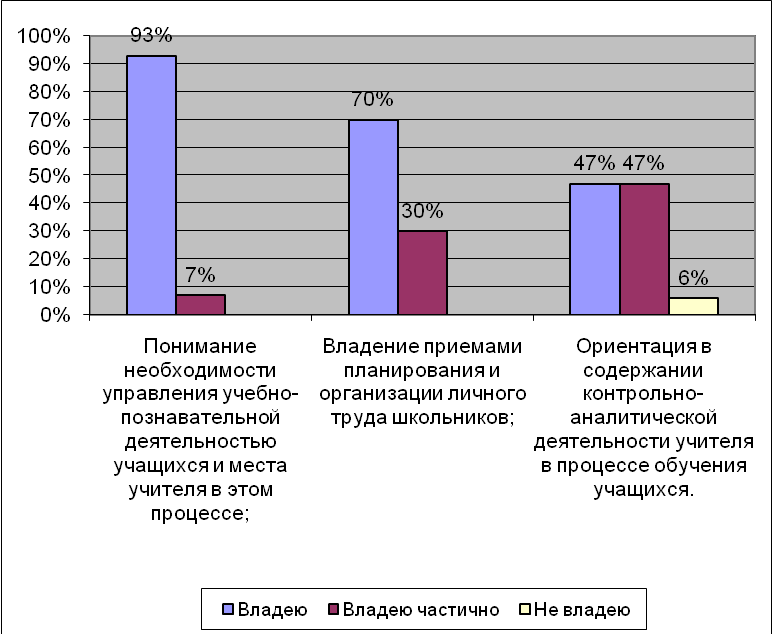 100%
90%
80%
70%
60%
50%
40%
30%
20%
10%
0%
93%
7%
70%
30%
47%
47%
6%
Понимание
необходимости
управления учебно-
познавательной
деятельностью
учащихся и места
учителя в этом
процессе;
Владение приемами
планирования и
организации личного
труда школьников;
Ориентация в
содержании
контрольно-
аналитической
деятельности учителя
в процессе обучения
учащихся.
Владею
Владею частично
Не владею